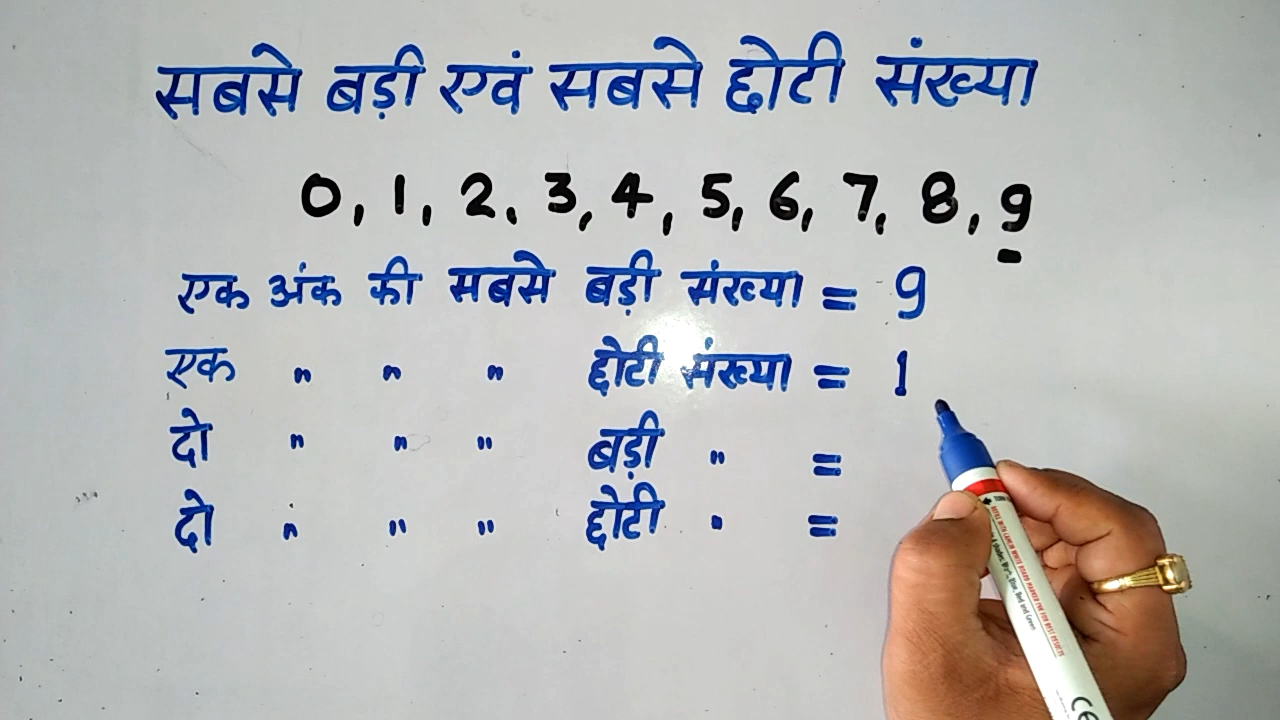 सबसे बड़ी एवं सबसे छोटी संख्या
0, 1, 2, 3, 4, 5, 6, 7, 8, 9
एक अंक की सबसे बड़ी संख्या = 9
एक " " " छोटी संख्या = 1
दो " " " बड़ी " =
दो " " " छोटी " =
CE